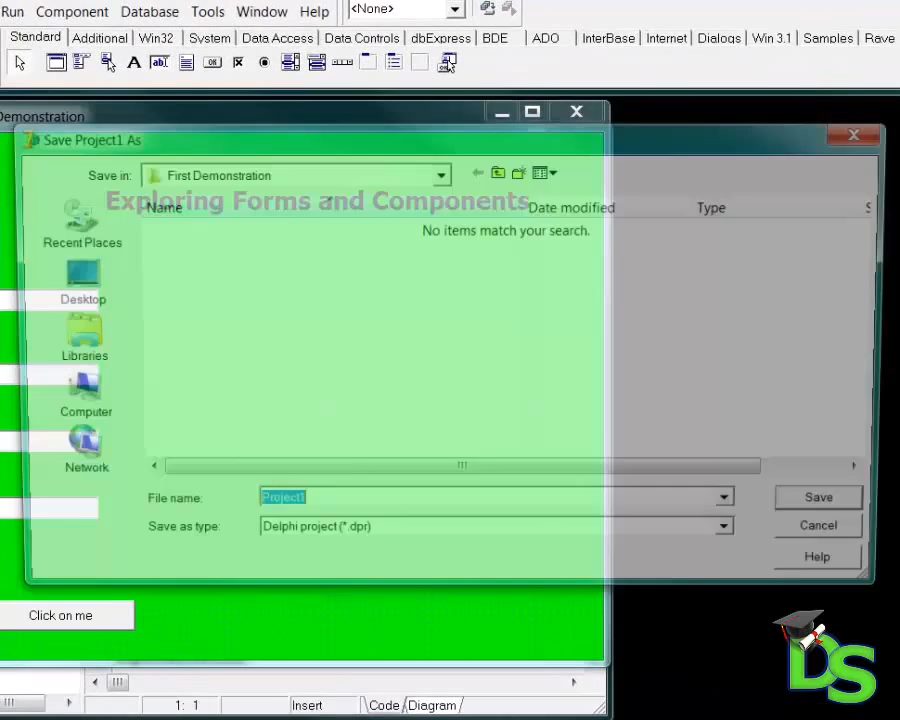 Run Component Database Tools Window Help <None>
Standard Additional Win32 System Data Access Data Controls dbExpress BDE ADO InterBase Internet Dialogs Win 3.1 Samples Rave
Demonstration
Save Project1 As
Save in: First Demonstration
Exploring Forms and Components
Name Date modified Type S
No items match your search.
Recent Places
Desktop
Libraries
Computer
Network
File name: Project1 Save
Save as type: Delphi project (*.dpr) Cancel
Help
Click on me
DS
1: 1 Insert Code Diagram